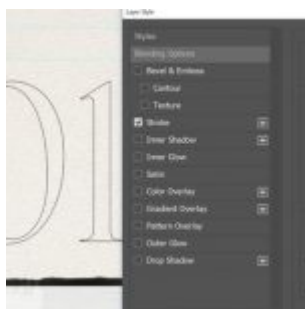 Layer Style
Styles
Blending Options
Bevel & Emboss
Contour
Texture
Stroke
Inner Shadow
Inner Glow
Satin
Color Overlay
Gradient Overlay
Pattern Overlay
Outer Glow
Drop Shadow